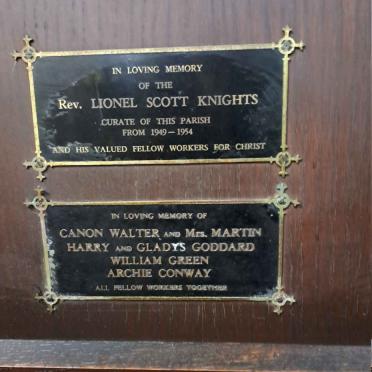 IN LOVING MEMORY
OF THE
Rev. LIONEL SCOTT KNIGHTS
CURATE OF THIS PARISH
FROM 1949-1954
AND HIS VALUED FELLOW WORKERS FOR CHRIST
IN LOVING MEMORY OF
CANON WALTER AND Mrs. MARTIN
HARRY AND GLADYS GODDARD
WILLIAM GREEN
ARCHIE CONWAY
ALL FELLOW WORKERS TOGETHER